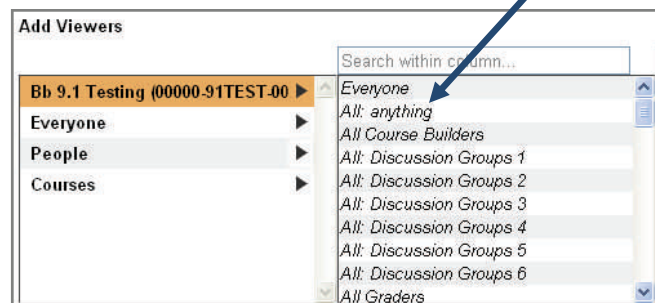 Add Viewers
Search within column...
Bb 9.1 Testing (00000-91TEST-00
Everyone
People
Courses
Everyone
All: anything
All Course Builders
All: Discussion Groups 1
All: Discussion Groups 2
All: Discussion Groups 3
All: Discussion Groups 4
All: Discussion Groups 5
All: Discussion Groups 6
All Graders